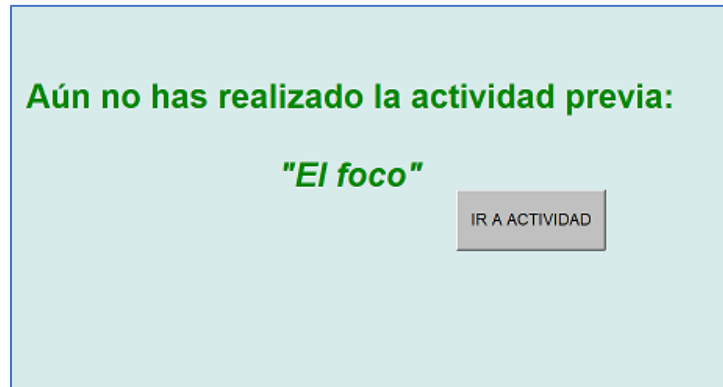 Aún no has realizado la actividad previa:
"El foco"
IR A ACTIVIDAD